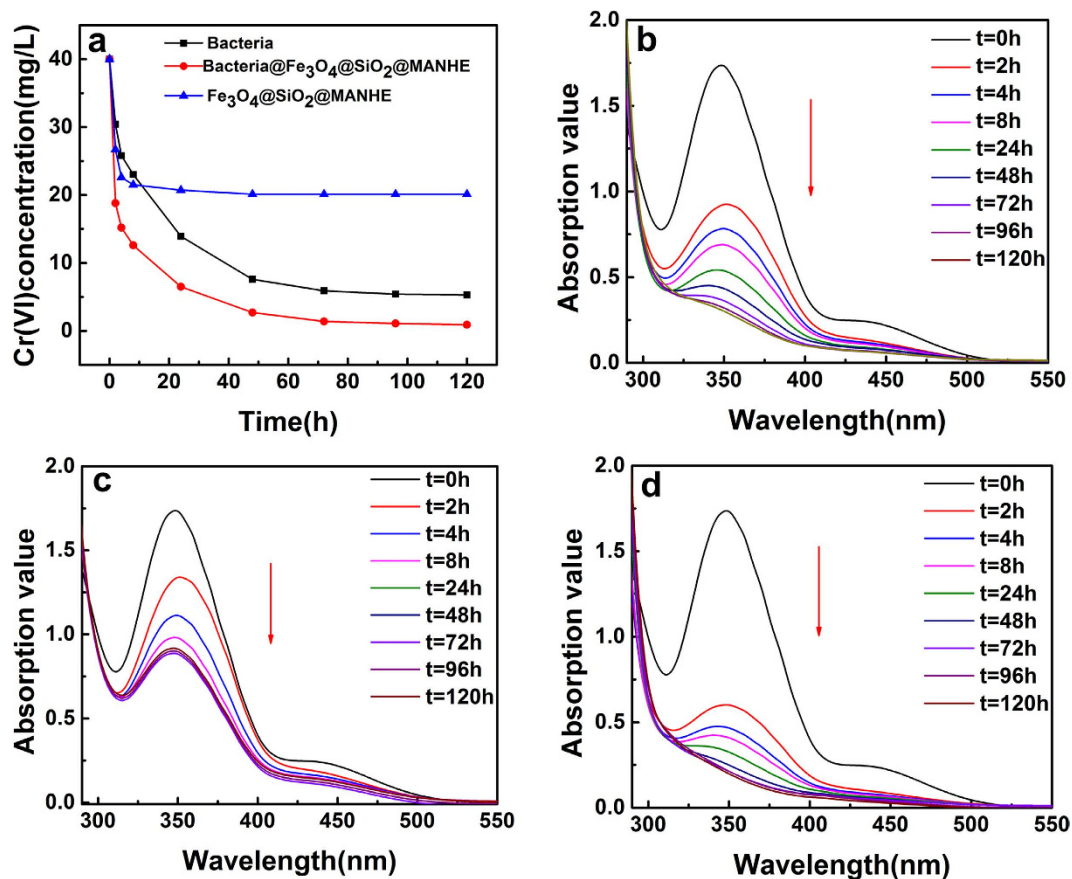 a
Bacteria
Bacteria@Fe3O4@SiO2@MANHE
Fe3O4@SiO2@MANHE
40
30
20
10
0
Cr(VI)concentration(mg/L)
0 20 40 60 80 100 120
Time(h)
b
t=0h
t=2h
t=4h
t=8h
t=24h
t=48h
t=72h
t=96h
t=120h
2.0
1.5
1.0
0.5
0.0
Absorption value
300 350 400 450 500 550
Wavelength(nm)
c
t=0h
t=2h
t=4h
t=8h
t=24h
t=48h
t=72h
t=96h
t=120h
2.0
1.5
1.0
0.5
0.0
Absorption value
300 350 400 450 500 550
Wavelength(nm)
d
t=0h
t=2h
t=4h
t=8h
t=24h
t=48h
t=72h
t=96h
t=120h
2.0
1.5
1.0
0.5
0.0
Absorption value
300 350 400 450 500 550
Wavelength(nm)